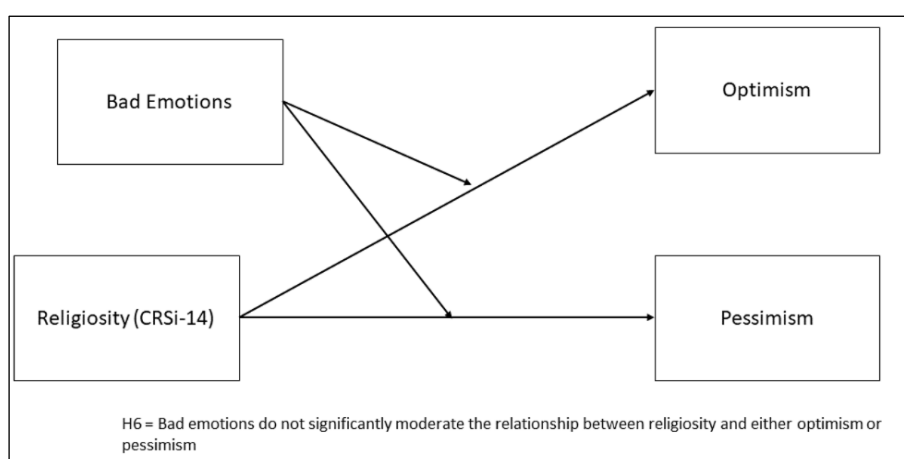 Bad Emotions
Optimism
Religiosity (CRSi-14)
Pessimism
H6 = Bad emotions do not significantly moderate the relationship between religiosity and either optimism or
pessimism